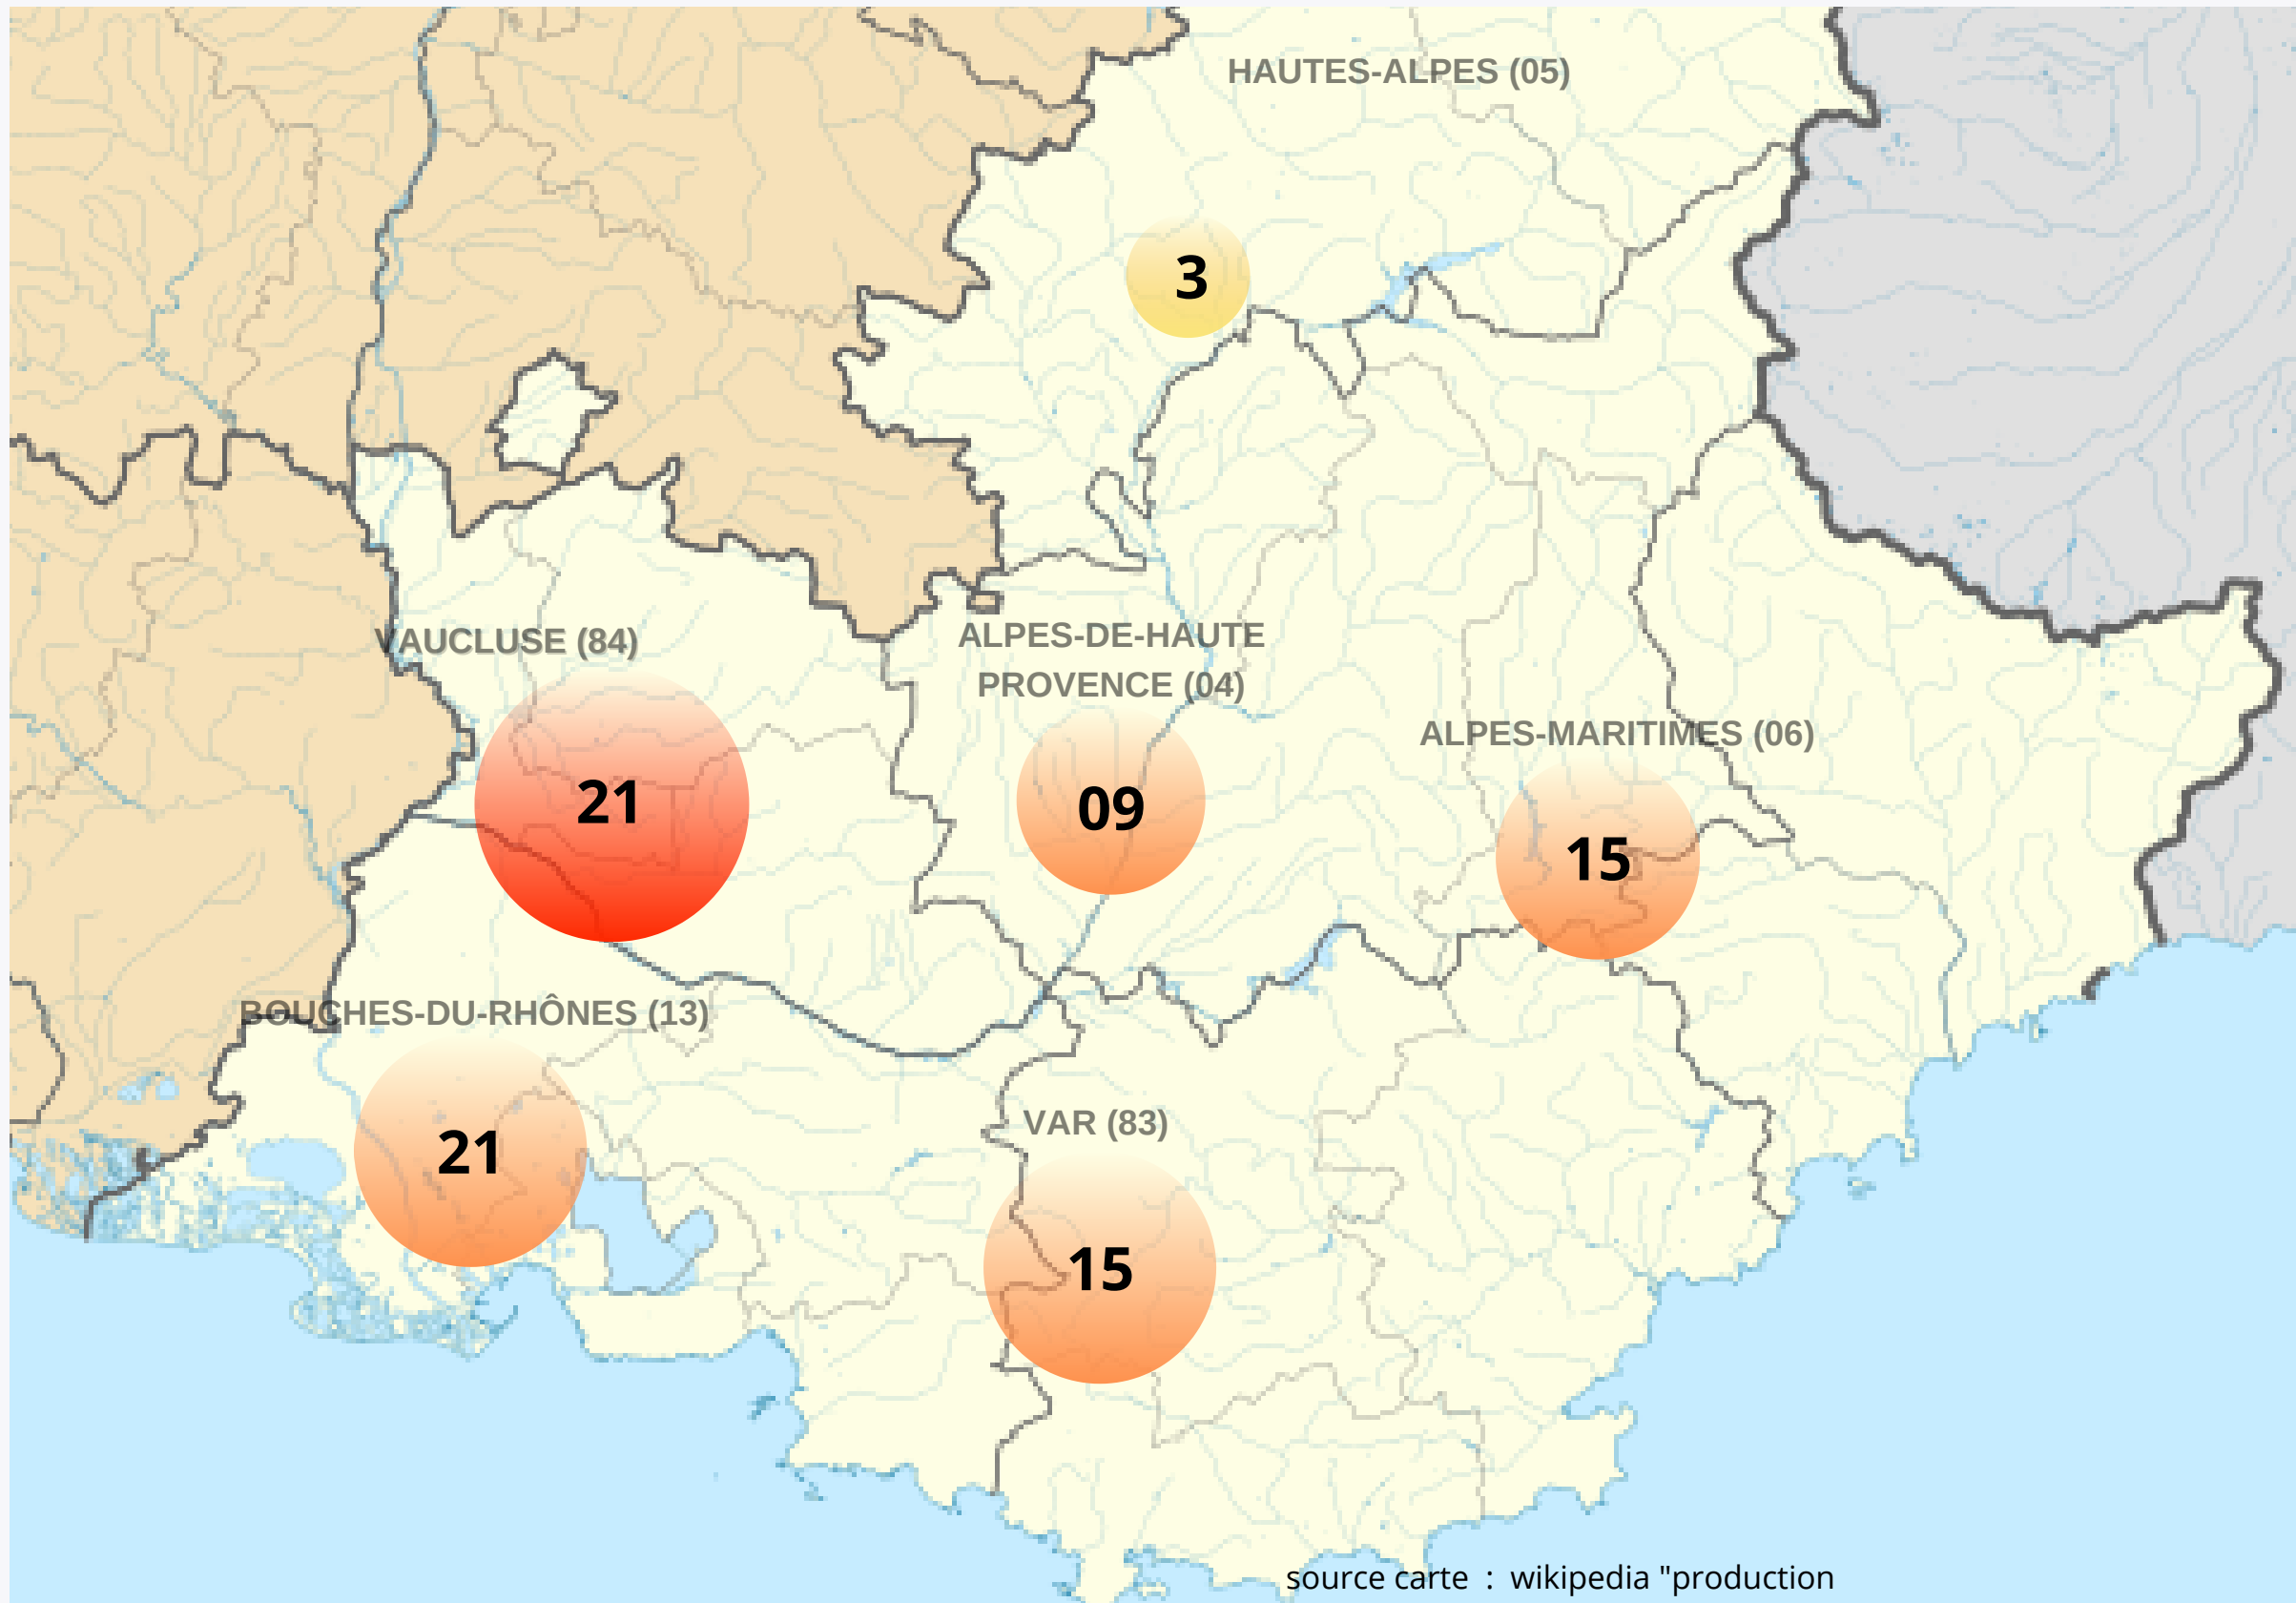 HAUTES-ALPES (05)
3
VAUCLUSE (84)
21
ALPES-DE-HAUTE
PROVENCE (04)
09
ALPES-MARITIMES (06)
15
BOUCHES-DU-RHÔNES (13)
21
VAR (83)
15
source carte : wikipedia "production